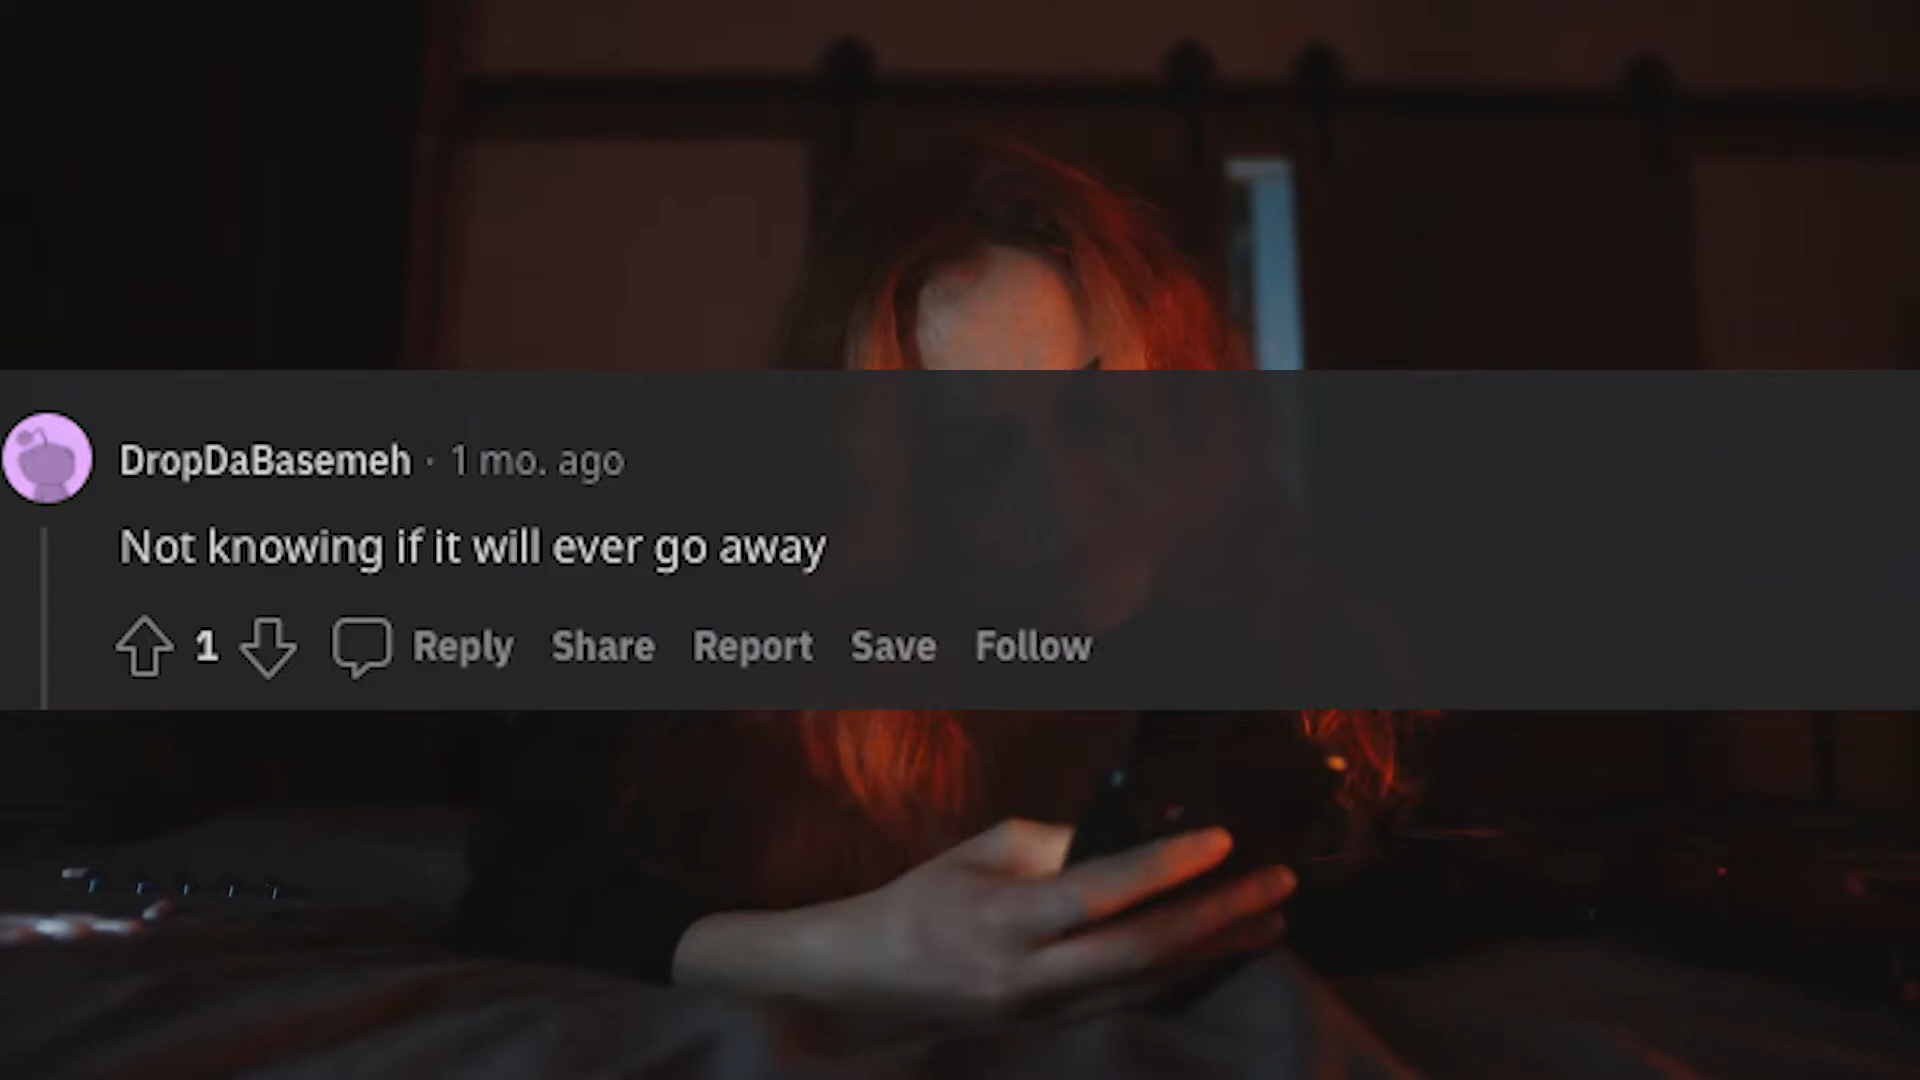 DropDaBasemeh · 1 mo. ago
Not knowing if it will ever go away
1 Reply Share Report Save Follow